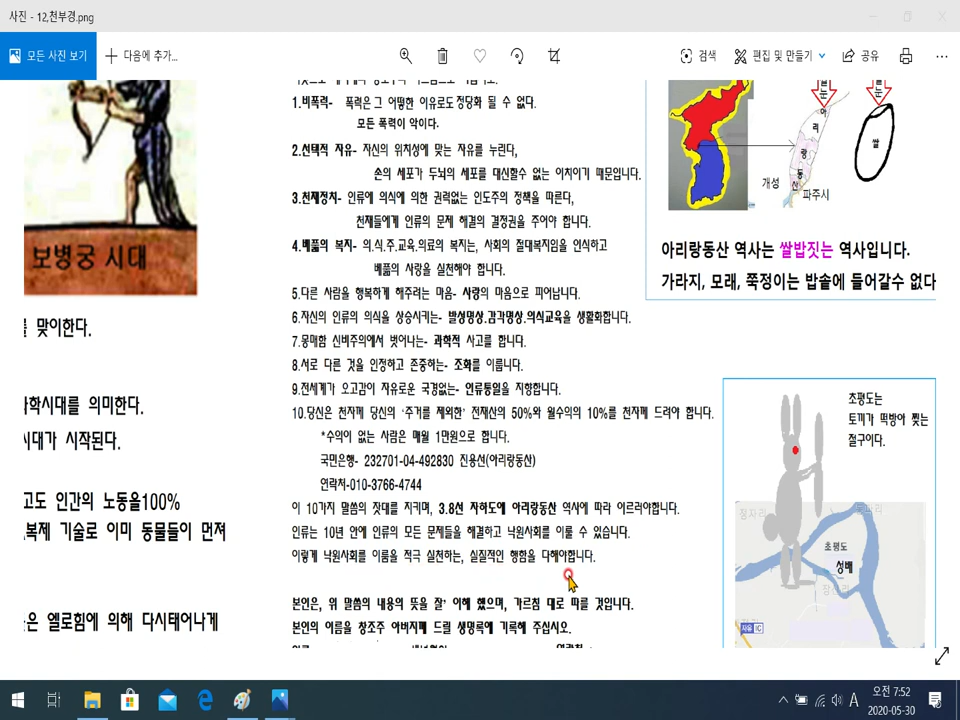 사진 - 12,천부경.png
모든 사진 보기
다음에 추가...
검색
편집 및 만들기
공유
보병궁 시대
를 맞이한다.
학시대를 의미한다.
시대가 시작된다.
고도 인간의 노동을100%
복제 기술로 이미 동물들이 먼저
은 엘로힘에 의해 다시태어나게
1.비폭력- 폭력은 그 어떠한 이유로도 정당화 될 수 없다.
모든 폭력이 악이다.
2.선택적 자유- 자신의 위치성에 맞는 자유를 누린다,
손의 세포가 두뇌의 세포를 대신할수 없는 이치이기 때문입니다.
3.천재정치- 인류에 의식에 의한 권력없는 인도주의 정책을 따른다,
천재들에게 인류의 문제 해결의 결정권을 주어야 합니다.
4.베풂의 복지- 의.식.주.교육.의료의 복지는, 사회의 절대복지임을 인식하고
베풂의 사랑을 실천해야 합니다.
5.다른 사람을 행복하게 해주려는 마음- 사랑의 마음으로 피어납니다.
6.자신의 인류의 의식을 상승시키는- 발성명상.감각명상.의식교육을 생활화합니다.
7.몽매함 신비주의에서 벗어나는- 과학적 사고를 합니다.
8.서로 다른 것을 인정하고 존중하는- 조화를 이룹니다.
9.전세계가 오고감이 자유로운 국경없는- 인류통일을 지향합니다.
10.당신은 천자께 당신의 '주거를 제외한' 전재산의 50%와 월수의 10%를 천자께 드려야 합니다.
*수익이 없는 사람은 매월 1만원으로 합니다.
국민은행- 232701-04-492830 진용선(아리랑동산)
연락처-010-3766-4744
이 10가지 말씀의 잣대를 지키며, 3.8선 자하도에 아리랑동산 역사에 따라 이르러야합니다.
인류는 10년 안에 인류의 모든 문제들을 해결하고 낙원사회를 이룰 수 있습니다.
이렇게 낙원사회를 이룸을 적극 실천하는, 실질적인 행함을 다해야합니다.
본인은, 위 말씀의 내용의 뜻을 잘' 이해 했으며, 가르침 대로 따를 것입니다.
본인의 이름을 창조주 아버지께 드릴 생명록에 기록해 주십시오.
아
리
랑
동
산
개성
파주시
쌀
아리랑동산 역사는 쌀밥짓는 역사입니다.
가라지, 모래, 쭉정이는 밥솥에 들어갈수 없다
초평도는
토끼가 떡방아 찧는
절구이다.
초평도
성배
자유 IC
A
오전 7:52
2020-05-30